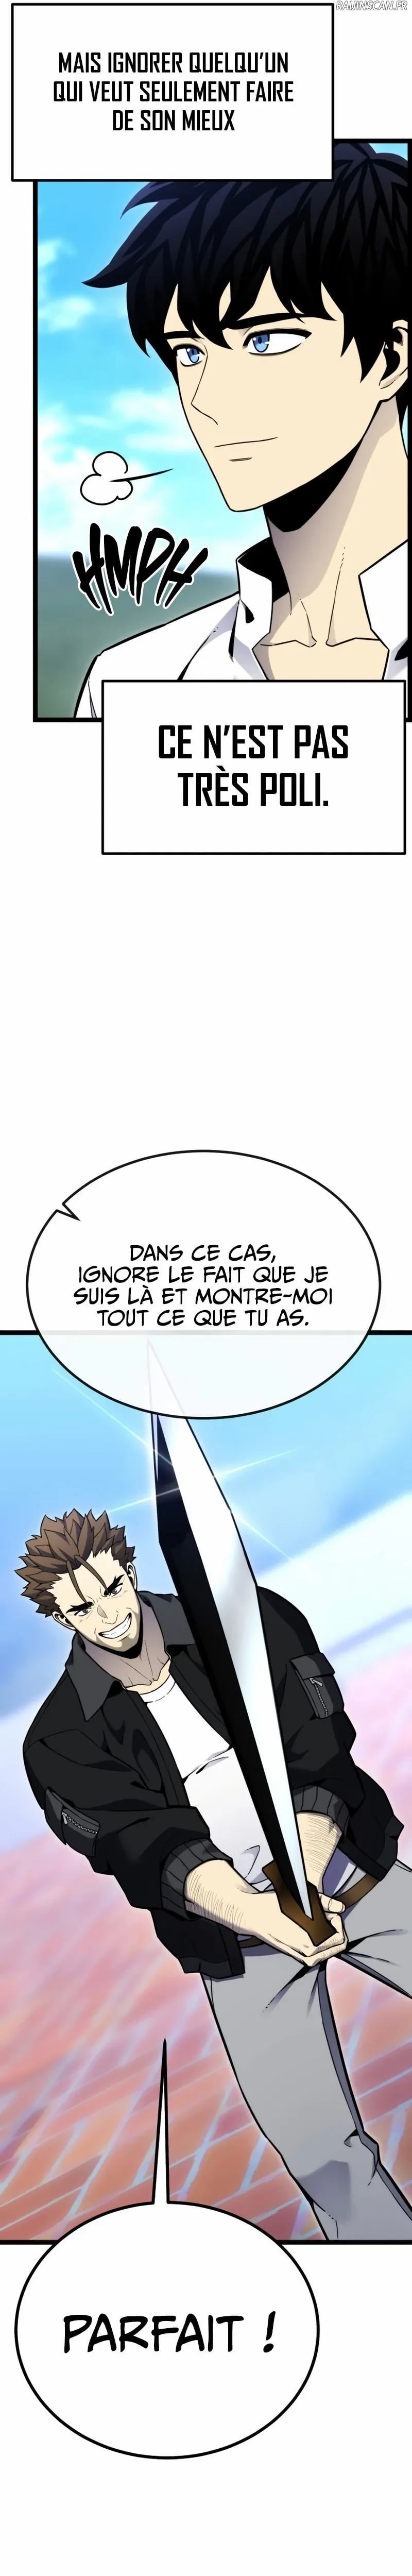 RAIJINSCAN.FR
MAIS IGNORER QUELQU'UN
QUI VEUT SEULEMENT FAIRE
DE SON MIEUX
HMPH
CE N'EST PAS
TRÈS POLI.
DANS CE CAS,
IGNORE LE FAIT QUE JE
SUIS LÀ ET MONTRE-MOI
TOUT CE QUE TU AS.
PARFAIT !